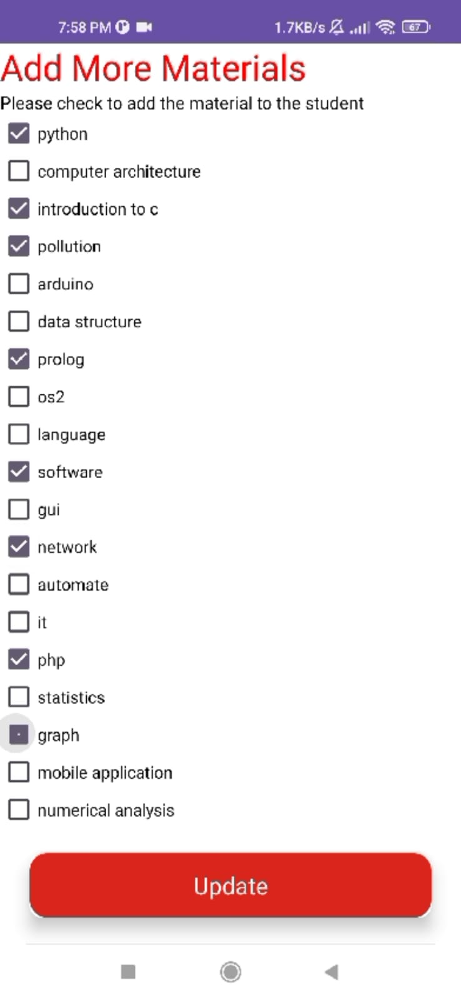 7:58 PM
1.7KB/s
67
Add More Materials
Please check to add the material to the student
python
computer architecture
introduction to c
pollution
arduino
data structure
prolog
os2
language
software
gui
network
automate
it
php
statistics
graph
mobile application
numerical analysis
Update